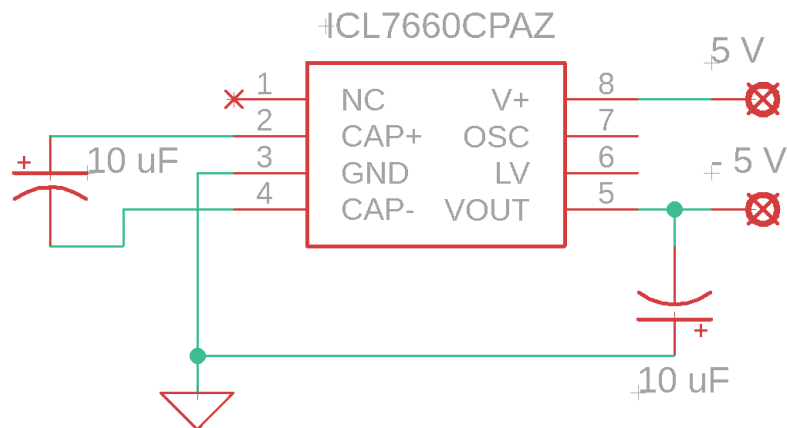 ICL7660CPAZ
5 V
1 NC V+ 8
2 CAP+ OSC 7
10 uF
3 GND LV 6
- 5 V
4 CAP- VOUT 5
10 uF